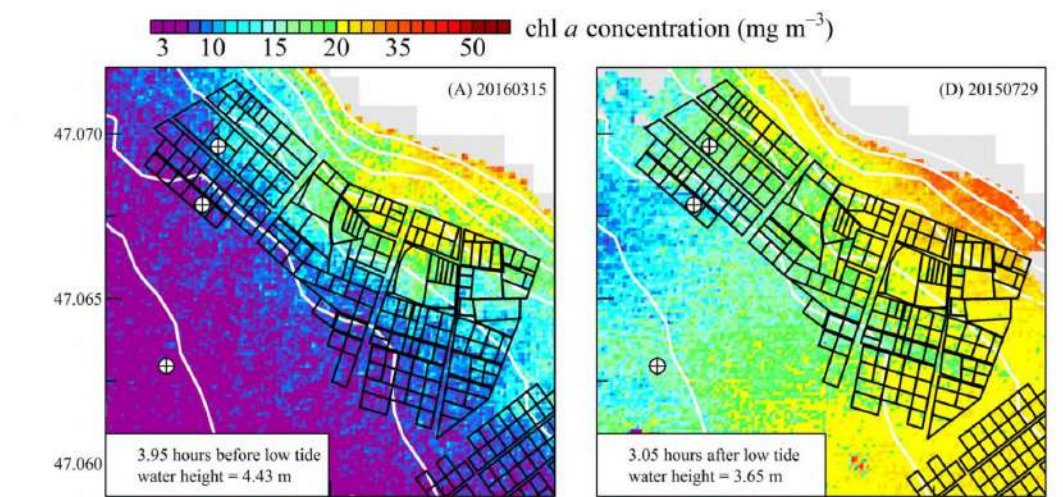 chl a concentration (mg m⁻³)
3 10 15 20 35 50
(A) 20160315
(D) 20150729
47.070
47.065
47.060
3.95 hours before low tide
water height = 4.43 m
3.05 hours after low tide
water height = 3.65 m